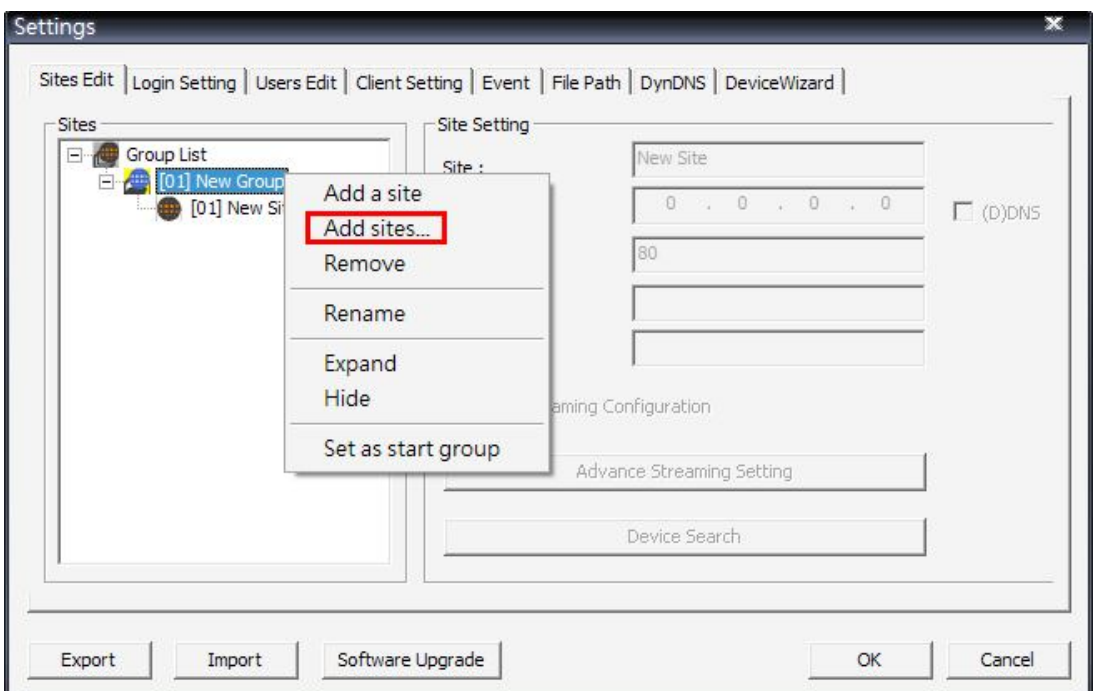 Settings
Sites Edit Login Setting Users Edit Client Setting Event File Path DynDNS DeviceWizard
Sites
Group List
[01] New Group
[01] New Si
Add a site
Add sites...
Remove
Rename
Expand
Hide
Set as start group
Site Setting
Site :
New Site
0 . 0 . 0 . 0
(D)DNS
80
aming Configuration
Advance Streaming Setting
Device Search
Export Import Software Upgrade OK Cancel